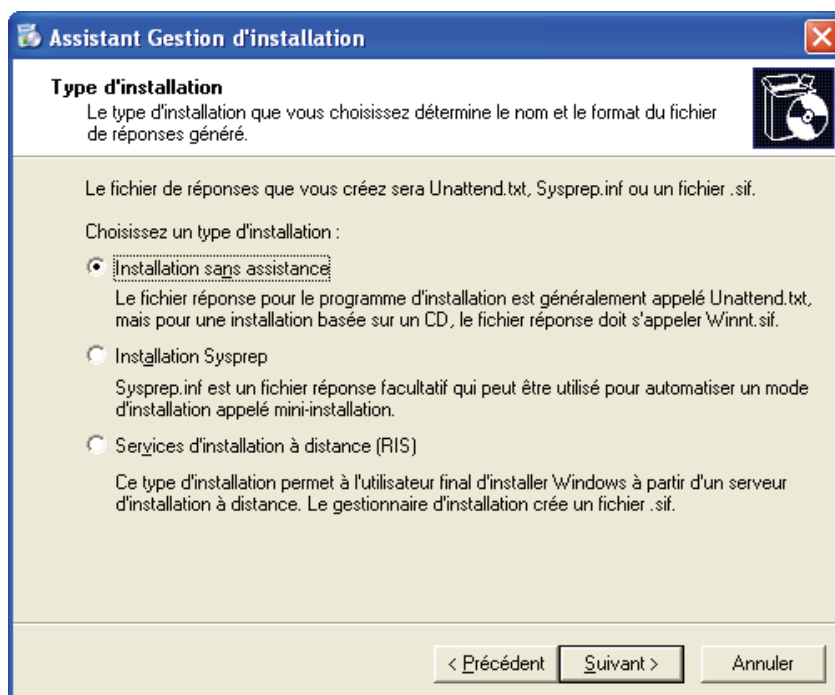 Assistant Gestion d'installation
Type d'installation
Le type d'installation que vous choisissez détermine le nom et le format du fichier
de réponses généré.
Le fichier de réponses que vous créez sera Unattend.txt, Sysprep.inf ou un fichier .sif.
Choisissez un type d'installation :
Installation sans assistance
Le fichier réponse pour le programme d'installation est généralement appelé Unattend.txt,
mais pour une installation basée sur un CD, le fichier réponse doit s'appeler Winnt.sif.
Installation Sysprep
Sysprep.inf est un fichier réponse facultatif qui peut être utilisé pour automatiser un mode
d'installation appelé mini-installation.
Services d'installation à distance (RIS)
Ce type d'installation permet à l'utilisateur final d'installer Windows à partir d'un serveur
d'installation à distance. Le gestionnaire d'installation crée un fichier .sif.
< Précédent Suivant > Annuler